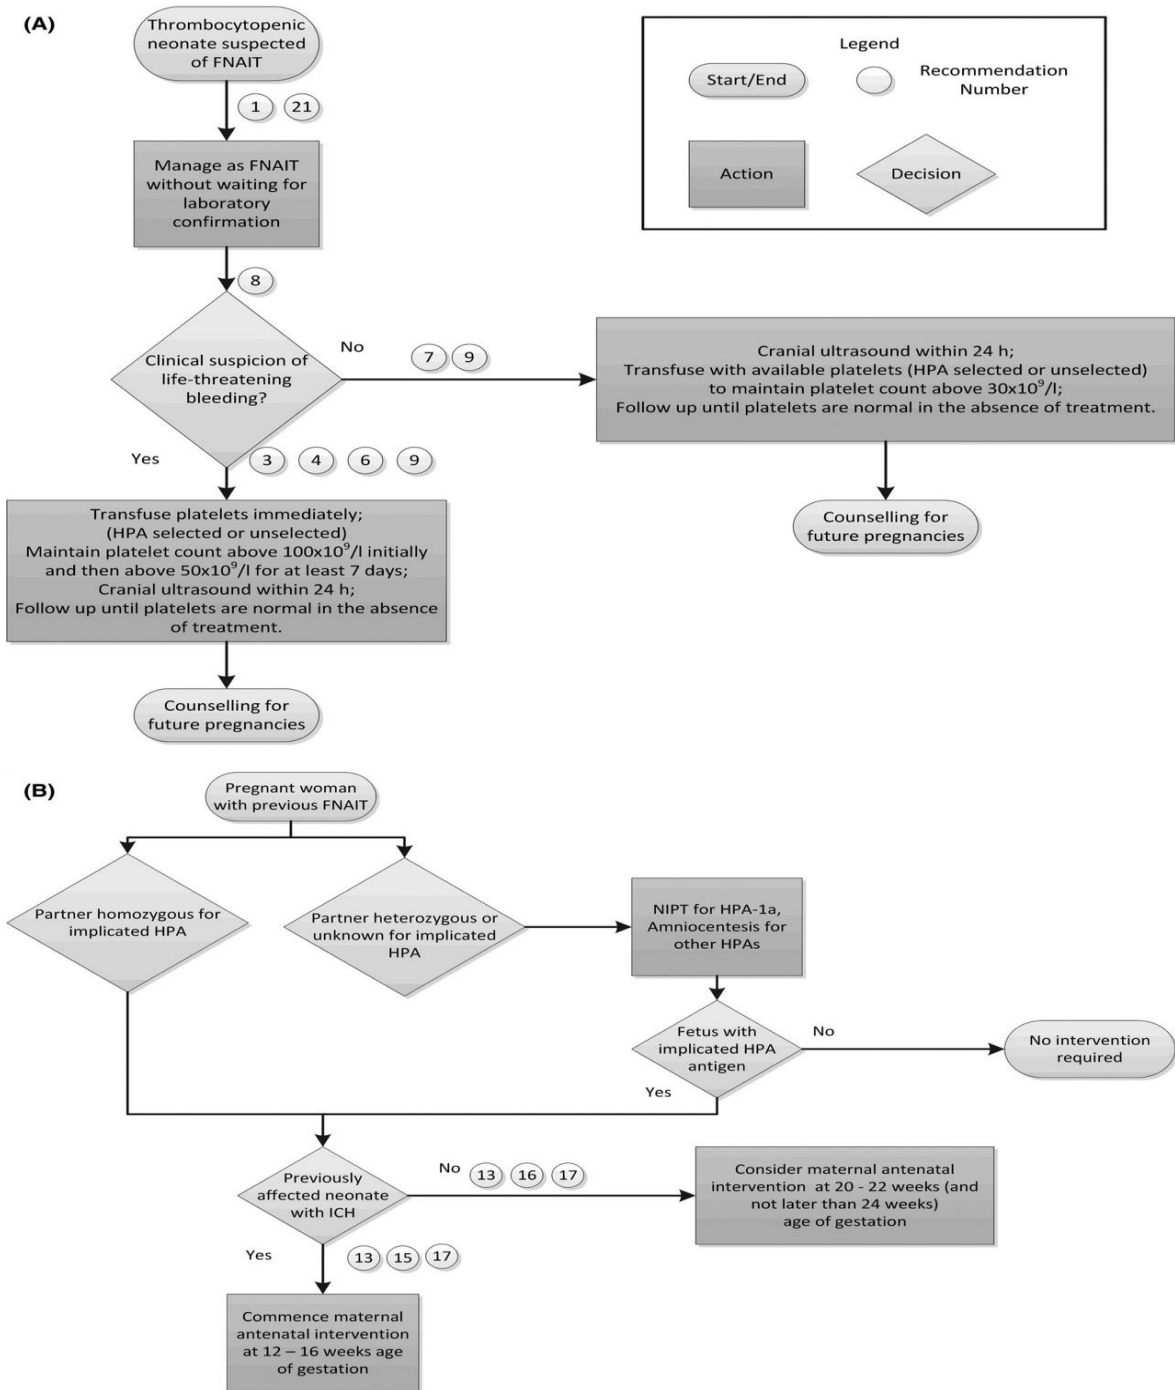 (A)
Thrombocytopenic
neonate suspected
of FNAIT
1 21
Manage as FNAIT
without waiting for
laboratory
confirmation
8
Clinical suspicion of
life-threatening
bleeding?
No
7 9
Cranial ultrasound within 24 h;
Transfuse with available platelets (HPA selected or unselected)
to maintain platelet count above 30x10⁹/l;
Follow up until platelets are normal in the absence of treatment.
Counselling for
future pregnancies
Yes
3 4 6 9
Transfuse platelets immediately;
(HPA selected or unselected)
Maintain platelet count above 100x10⁹/l initially
and then above 50x10⁹/l for at least 7 days;
Cranial ultrasound within 24 h;
Follow up until platelets are normal in the absence
of treatment.
Counselling for
future pregnancies
Legend
Start/End
Recommendation
Number
Action
Decision
(B)
Pregnant woman
with previous FNAIT
Partner homozygous for
implicated HPA
Partner heterozygous or
unknown for implicated
HPA
NIPT for HPA-1a,
Amniocentesis for
other HPAs
Fetus with
implicated HPA
antigen
No
No intervention
required
Yes
Previously
affected neonate
with ICH
No
13 16 17
Consider maternal antenatal
intervention at 20 - 22 weeks (and
not later than 24 weeks)
age of gestation
Yes
13 15 17
Commence maternal
antenatal intervention
at 12 – 16 weeks age
of gestation